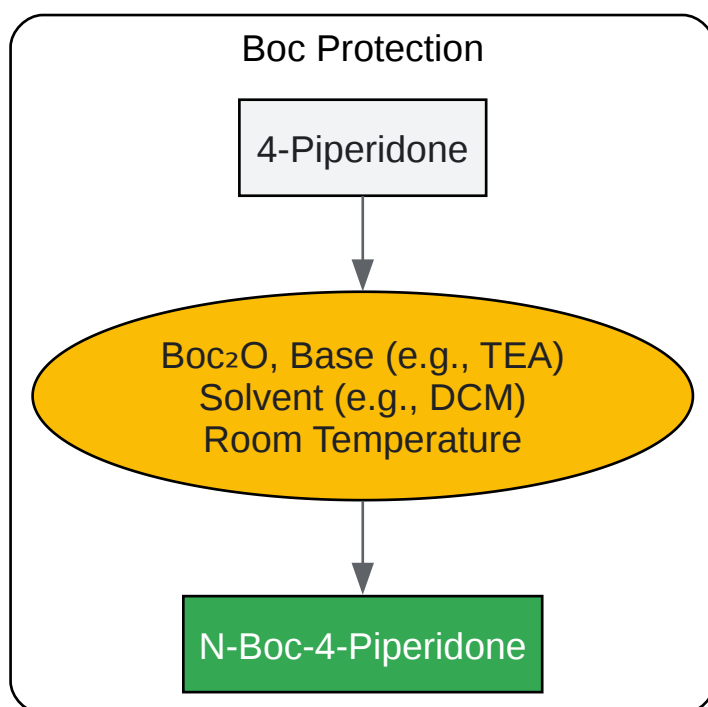 Boc Protection
4-Piperidone
Boc₂O, Base (e.g., TEA)
Solvent (e.g., DCM)
Room Temperature
N-Boc-4-Piperidone